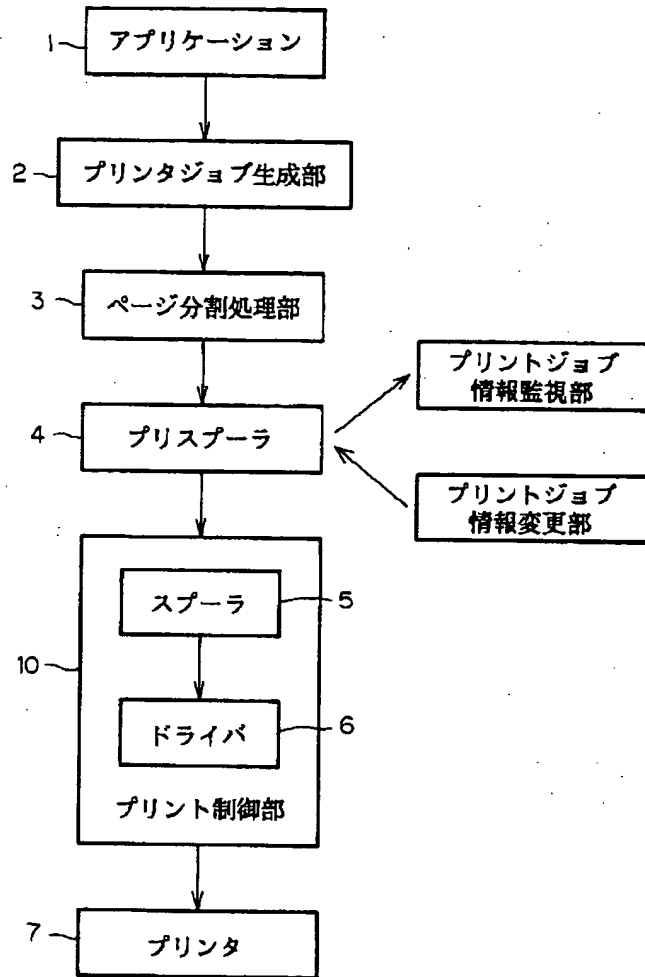 1
アプリケーション
2
プリンタジョブ生成部
3
ページ分割処理部
プリントジョブ
情報監視部
4
プリスプーラ
プリントジョブ
情報変更部
スプーラ
5
10
ドライバ
6
プリント制御部
7
プリンタ